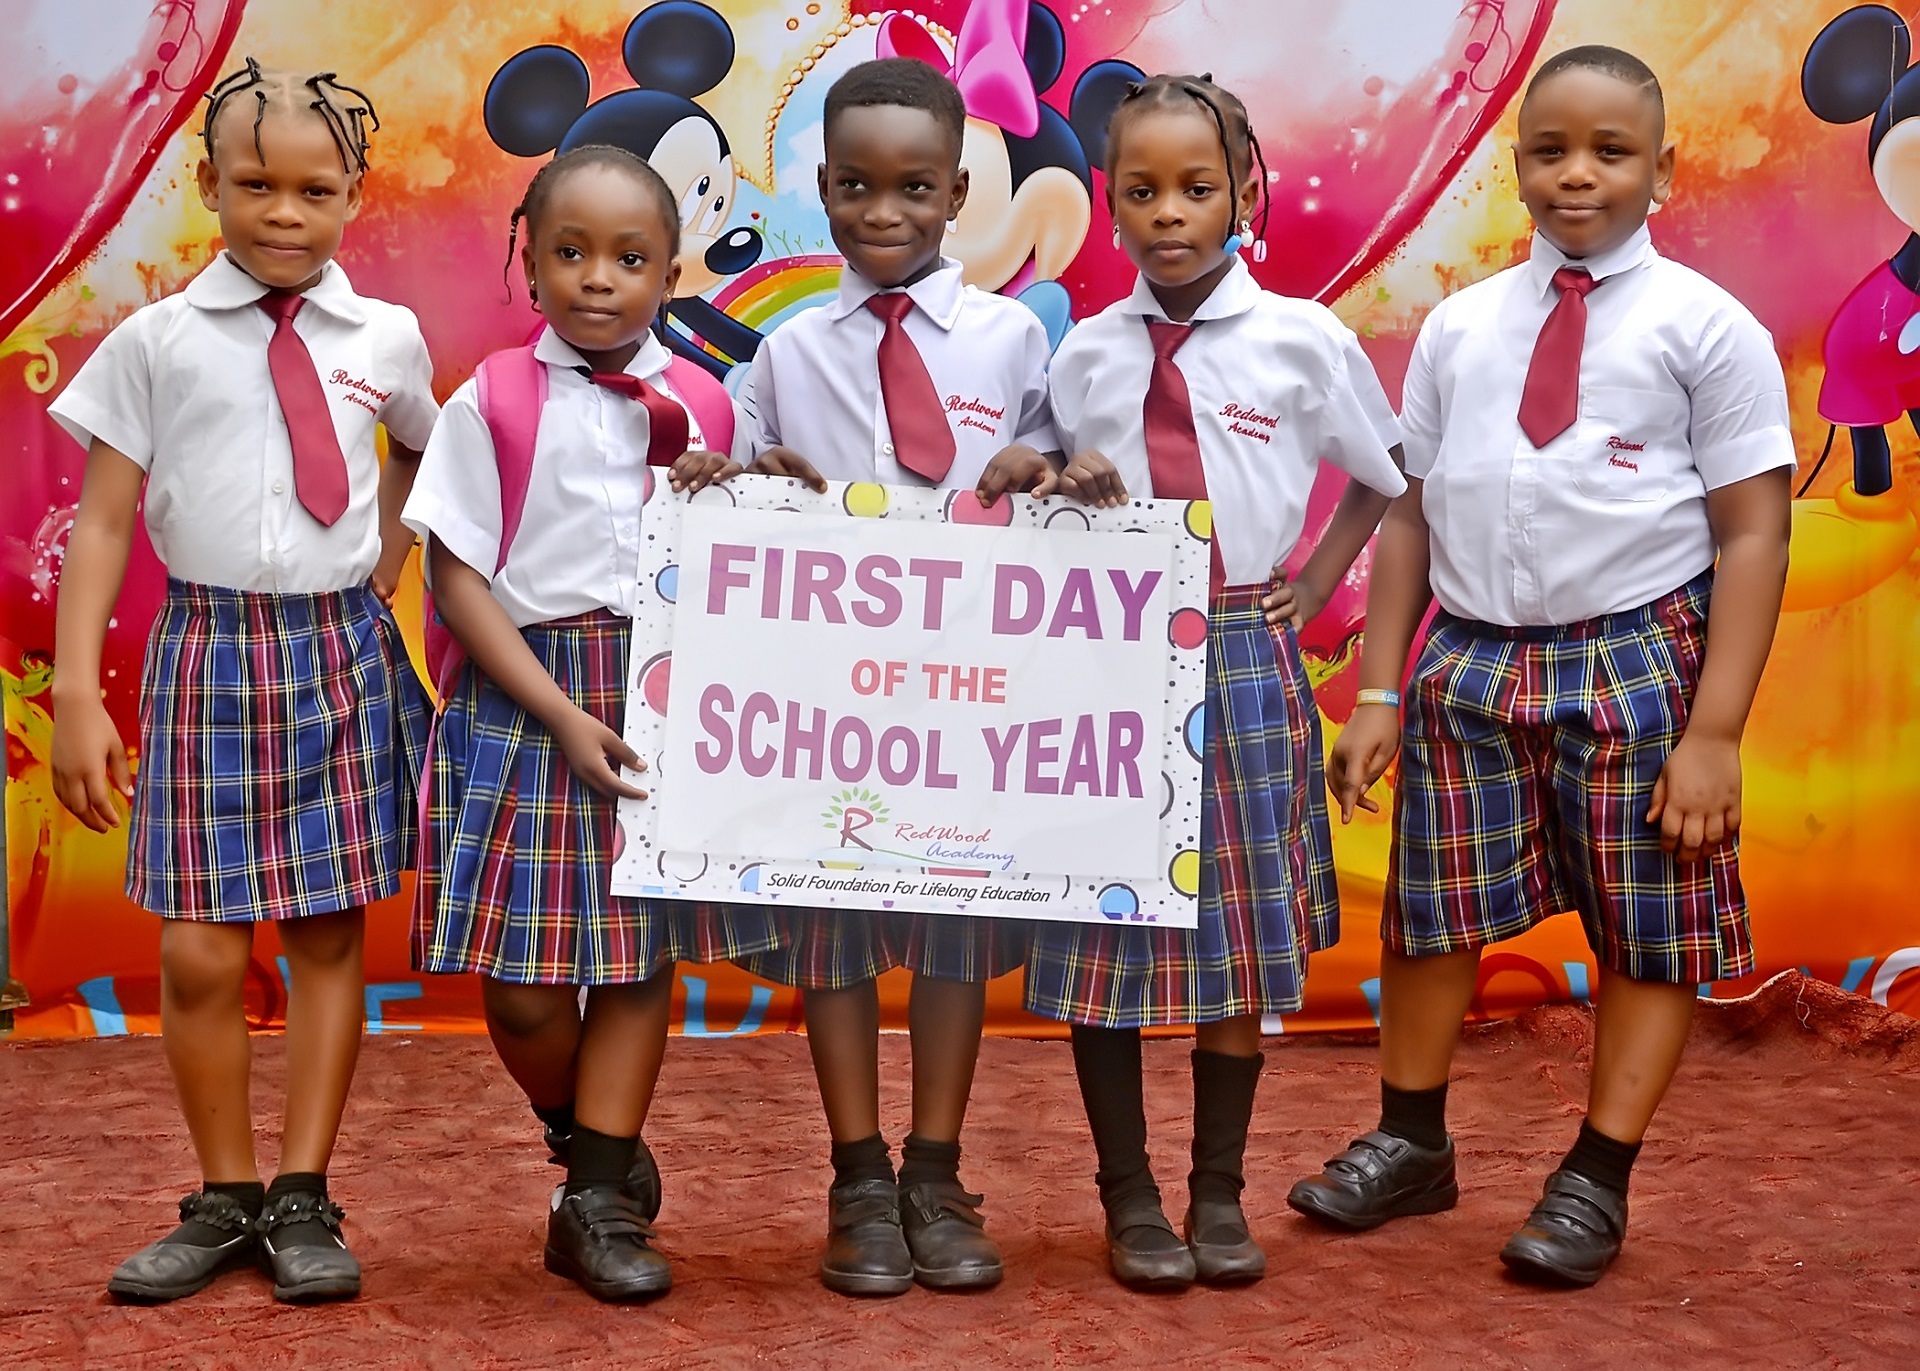 Redwood
Academy
ood
Redwood
Academy
Redwood
Academy
Redwood
Academy
FIRST DAY
OF THE
SCHOOL YEAR
R RedWood
Academy
Solid Foundation For Lifelong Education